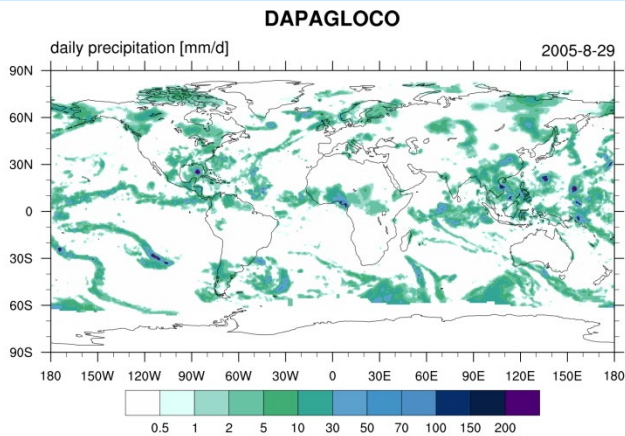 DAPAGLOCO
daily precipitation [mm/d] 2005-8-29
90N
60N
30N
0
30S
60S
90S
180 150W 120W 90W 60W 30W 0 30E 60E 90E 120E 150E 180
0.5 1 2 5 10 30 50 70 100 150 200